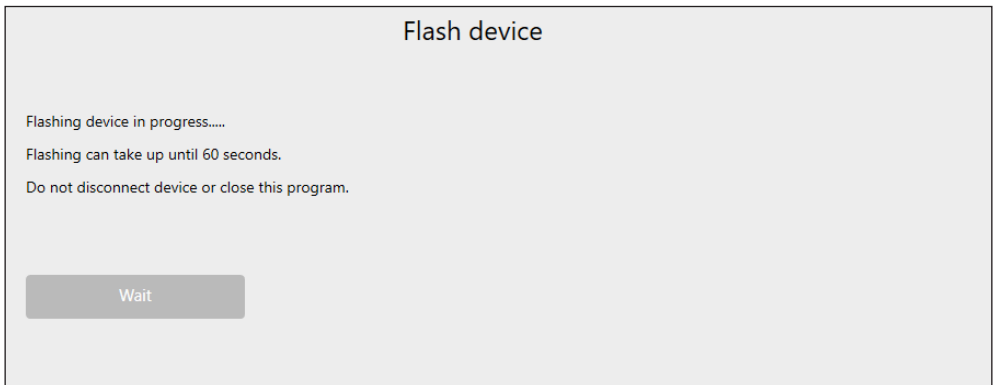 Flash device
Flashing device in progress.....
Flashing can take up until 60 seconds.
Do not disconnect device or close this program.
Wait